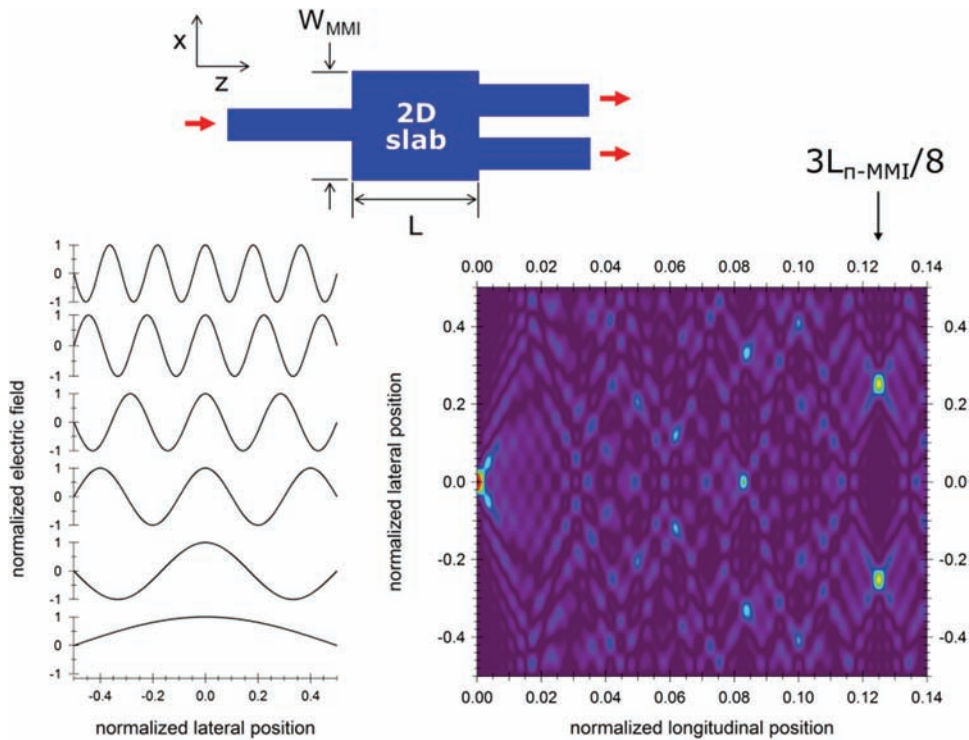 W_MMI
x
z
2D
slab
L
3L_π-MMI/8
normalized electric field
1
0
-1
1
0
-1
1
0
-1
1
0
-1
1
0
-1
1
0
-1
-0.4 -0.2 0.0 0.2 0.4
normalized lateral position
0.00 0.02 0.04 0.06 0.08 0.10 0.12 0.14
normalized lateral position
0.4 0.4
0.2 0.2
0.0 0.0
-0.2 -0.2
-0.4 -0.4
0.00 0.02 0.04 0.06 0.08 0.10 0.12 0.14
normalized longitudinal position